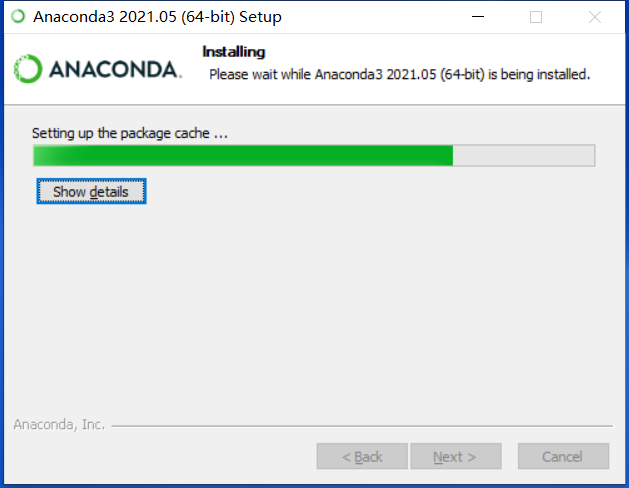 Anaconda3 2021.05 (64-bit) Setup
ANACONDA.
Installing
Please wait while Anaconda3 2021.05 (64-bit) is being installed.
Setting up the package cache ...
Show details
Anaconda, Inc.
< Back
Next >
Cancel